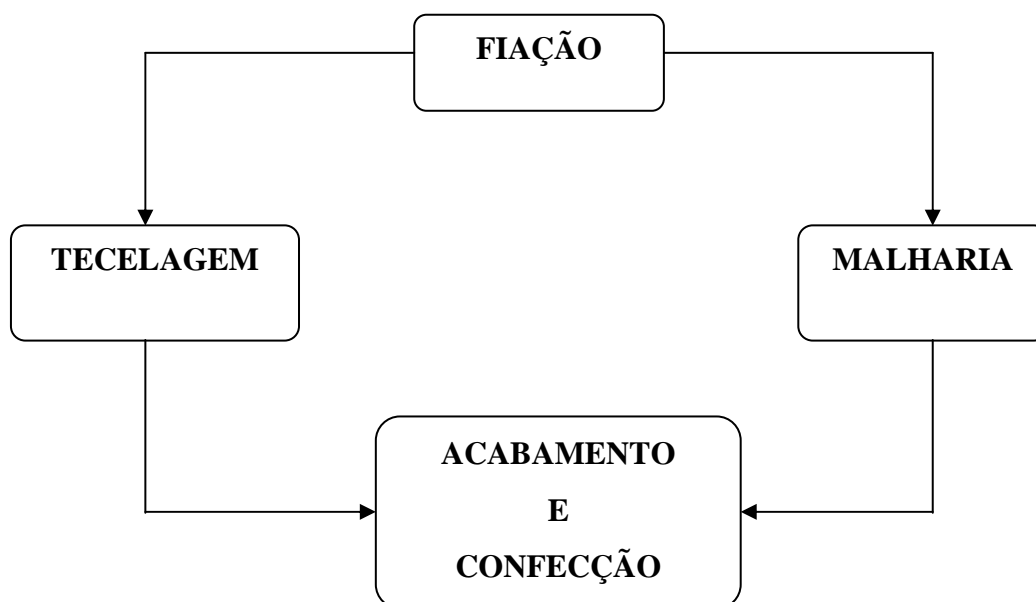 FIAÇÃO
TECELAGEM
MALHARIA
ACABAMENTO
E
CONFECÇÃO